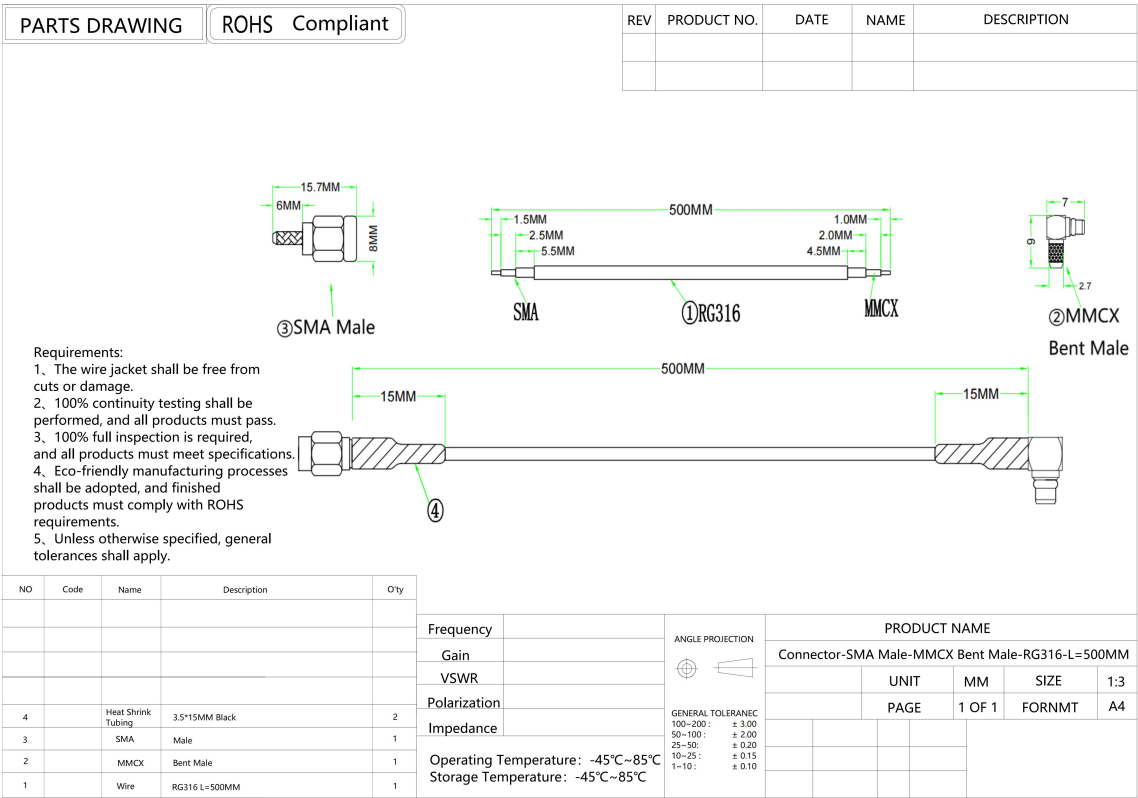 PARTS DRAWING
ROHS Compliant
REV PRODUCT NO. DATE NAME DESCRIPTION
15.7MM
6MM
8MM
③SMA Male
500MM
1.5MM
2.5MM
5.5MM
1.0MM
2.0MM
4.5MM
SMA
①RG316
MMCX
7
9
2.7
②MMCX
Bent Male
Requirements:
1、The wire jacket shall be free from
cuts or damage.
2、100% continuity testing shall be
performed, and all products must pass.
3、100% full inspection is required,
and all products must meet specifications.
4、Eco-friendly manufacturing processes
shall be adopted, and finished
products must comply with ROHS
requirements.
5、Unless otherwise specified, general
tolerances shall apply.
500MM
15MM
15MM
④
NO Code Name Description Q'ty
4 Heat Shrink Tubing 3.5*15MM Black 2
3 SMA Male 1
2 MMCX Bent Male 1
1 Wire RG316 L=500MM 1
Frequency
Gain
VSWR
Polarization
Impedance
Operating Temperature: -45℃~85℃
Storage Temperature: -45℃~85℃
ANGLE PROJECTION
GENERAL TOLERANEC
100~200 : ± 3.00
50~100 : ± 2.00
25~50: ± 0.20
10~25 : ± 0.15
1~10 : ± 0.10
PRODUCT NAME
Connector-SMA Male-MMCX Bent Male-RG316-L=500MM
UNIT MM SIZE 1:3
PAGE 1 OF 1 FORNMT A4